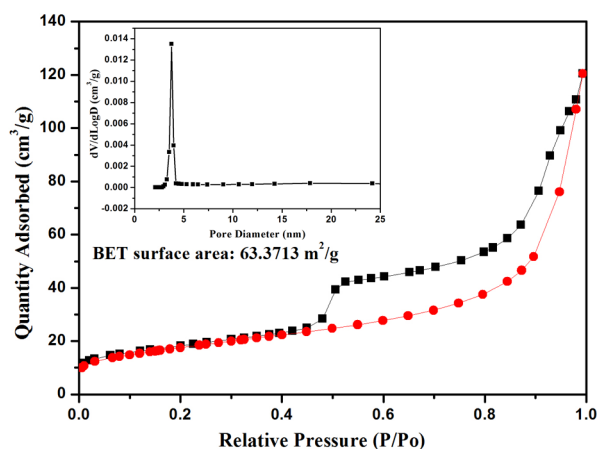 140
120
100
80
60
40
20
0
Quantity Adsorbed (cm³/g)
0.014
0.012
0.010
0.008
0.006
0.004
0.002
0.000
-0.002
dV/dLogD (cm³/g)
0 5 10 15 20 25
Pore Diameter (nm)
BET surface area: 63.3713 m²/g
0.0 0.2 0.4 0.6 0.8 1.0
Relative Pressure (P/Po)